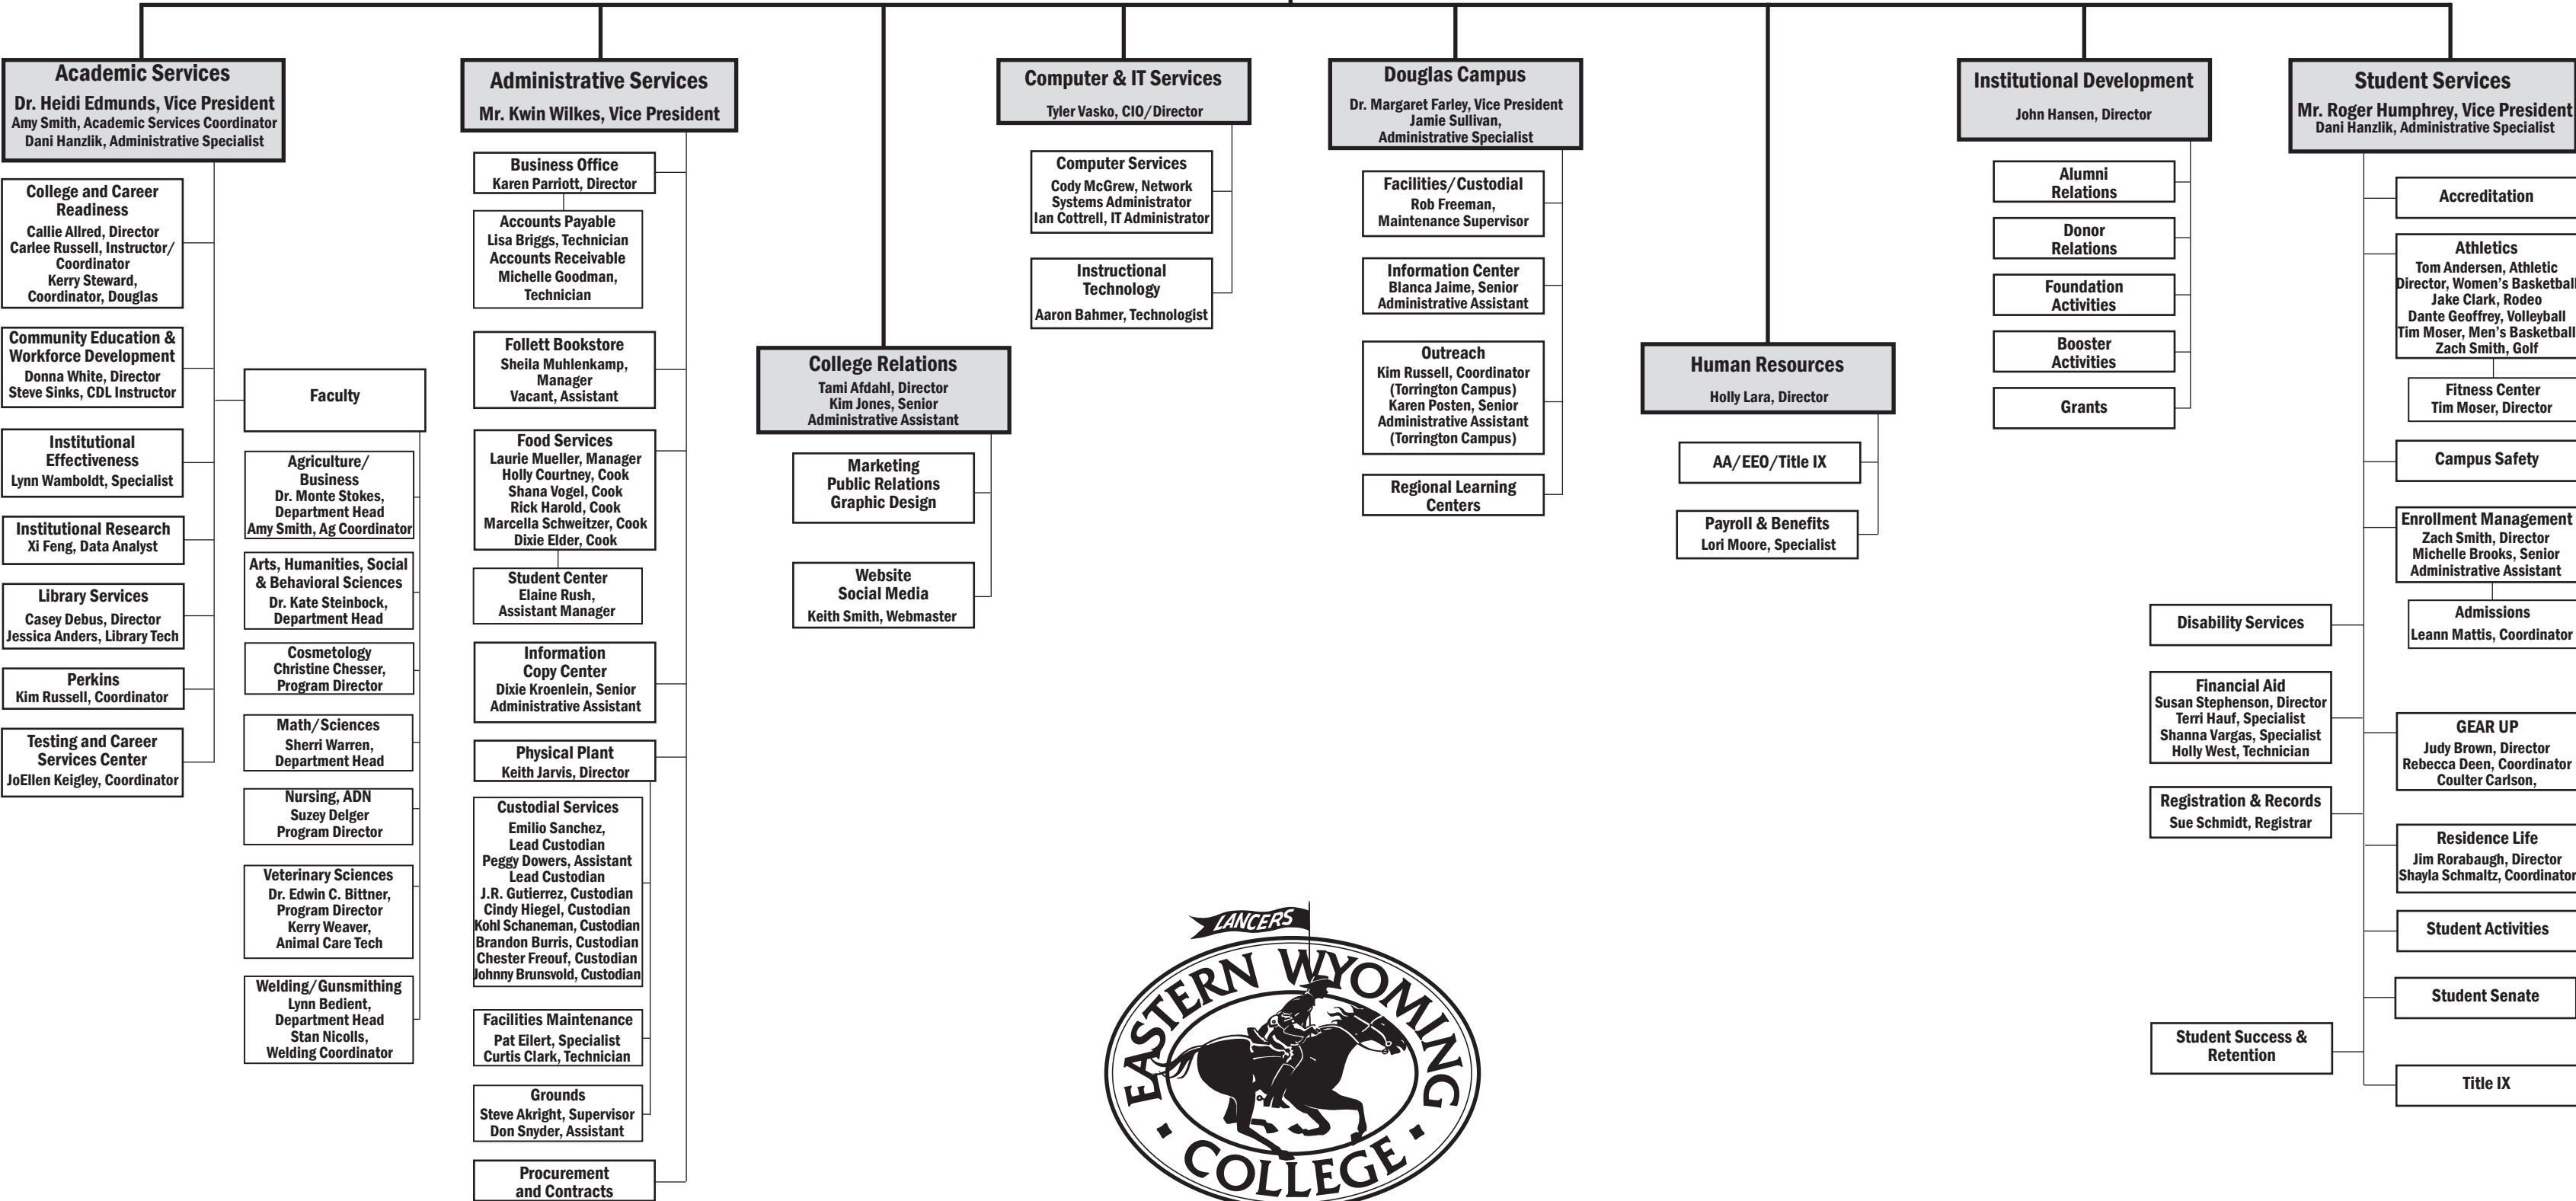 Academic Services
Dr. Heidi Edmunds, Vice President
Amy Smith, Academic Services Coordinator
Dani Hanzlik, Administrative Specialist
College and Career
Readiness
Callie Allred, Director
Carlee Russell, Instructor/
Coordinator
Kerry Steward,
Coordinator, Douglas
Community Education &
Workforce Development
Donna White, Director
Steve Sinks, CDL Instructor
Institutional
Effectiveness
Lynn Wamboldt, Specialist
Institutional Research
Xi Feng, Data Analyst
Library Services
Casey Debus, Director
Jessica Anders, Library Tech
Perkins
Kim Russell, Coordinator
Testing and Career
Services Center
JoEllen Keigley, Coordinator
Faculty
Agriculture/
Business
Dr. Monte Stokes,
Department Head
Amy Smith, Ag Coordinator
Arts, Humanities, Social
& Behavioral Sciences
Dr. Kate Steinbock,
Department Head
Cosmetology
Christine Chesser,
Program Director
Math/Sciences
Sherri Warren,
Department Head
Nursing, ADN
Suzey Delger
Program Director
Veterinary Sciences
Dr. Edwin C. Bittner,
Program Director
Kerry Weaver,
Animal Care Tech
Welding/Gunsmithing
Lynn Bedient,
Department Head
Stan Nicolls,
Welding Coordinator
Administrative Services
Mr. Kwin Wilkes, Vice President
Business Office
Karen Parriott, Director
Accounts Payable
Lisa Briggs, Technician
Accounts Receivable
Michelle Goodman,
Technician
Follett Bookstore
Sheila Muhlenkamp,
Manager
Vacant, Assistant
Food Services
Laurie Mueller, Manager
Holly Courtney, Cook
Shana Vogel, Cook
Rick Harold, Cook
Marcella Schweitzer, Cook
Dixie Elder, Cook
Student Center
Elaine Rush,
Assistant Manager
Information
Copy Center
Dixie Kroenlein, Senior
Administrative Assistant
Physical Plant
Keith Jarvis, Director
Custodial Services
Emilio Sanchez,
Lead Custodian
Peggy Dowers, Assistant
Lead Custodian
J.R. Gutierrez, Custodian
Cindy Hiegel, Custodian
Kohl Schaneman, Custodian
Brandon Burris, Custodian
Chester Freouf, Custodian
Johnny Brunsvold, Custodian
Facilities Maintenance
Pat Eilert, Specialist
Curtis Clark, Technician
Grounds
Steve Akright, Supervisor
Don Snyder, Assistant
Procurement
and Contracts
College Relations
Tami Afdahl, Director
Kim Jones, Senior
Administrative Assistant
Marketing
Public Relations
Graphic Design
Website
Social Media
Keith Smith, Webmaster
Computer & IT Services
Tyler Vasko, CIO/Director
Computer Services
Cody McGrew, Network
Systems Administrator
Ian Cottrell, IT Administrator
Instructional
Technology
Aaron Bahmer, Technologist
Douglas Campus
Dr. Margaret Farley, Vice President
Jamie Sullivan,
Administrative Specialist
Facilities/Custodial
Rob Freeman,
Maintenance Supervisor
Information Center
Blanca Jaime, Senior
Administrative Assistant
Outreach
Kim Russell, Coordinator
(Torrington Campus)
Karen Posten, Senior
Administrative Assistant
(Torrington Campus)
Regional Learning
Centers
Human Resources
Holly Lara, Director
AA/EEO/Title IX
Payroll & Benefits
Lori Moore, Specialist
Institutional Development
John Hansen, Director
Alumni
Relations
Donor
Relations
Foundation
Activities
Booster
Activities
Grants
Student Services
Mr. Roger Humphrey, Vice President
Dani Hanzlik, Administrative Specialist
Accreditation
Athletics
Tom Andersen, Athletic
Director, Women's Basketball
Jake Clark, Rodeo
Dante Geoffrey, Volleyball
Tim Moser, Men's Basketball
Zach Smith, Golf
Fitness Center
Tim Moser, Director
Campus Safety
Enrollment Management
Zach Smith, Director
Michelle Brooks, Senior
Administrative Assistant
Admissions
Leann Mattis, Coordinator
Disability Services
Financial Aid
Susan Stephenson, Director
Terri Hauf, Specialist
Shanna Vargas, Specialist
Holly West, Technician
GEAR UP
Judy Brown, Director
Rebecca Deen, Coordinator
Coulter Carlson,
Registration & Records
Sue Schmidt, Registrar
Residence Life
Jim Rorabaugh, Director
Shayla Schmaltz, Coordinator
Student Activities
Student Senate
Student Success &
Retention
Title IX
LANCERS
EASTERN WYOMING
COLLEGE